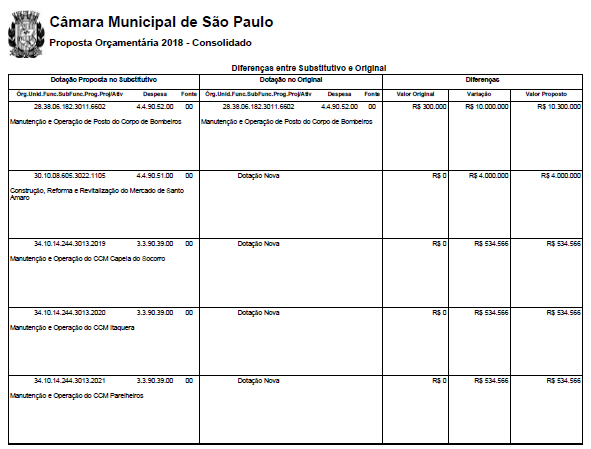 Câmara Municipal de São Paulo
Proposta Orçamentária 2018 - Consolidado
Diferenças entre Substitutivo e Original
Dotação Proposta no Substitutivo Dotação no Original Diferenças
Órg.Unid.Func.SubFunc.Prog.Proj/Ativ Despesa Fonte Órg.Unid.Func.SubFunc.Prog.Proj/Ativ Despesa Fonte Valor Original Variação Valor Proposto
28.38.06.182.3011.6602 4.4.90.52.00 00 28.38.06.182.3011.6602 4.4.90.52.00 00 R$ 300.000 R$ 10.000.000 R$ 10.300.000
Manutenção e Operação de Posto do Corpo de Bombeiros Manutenção e Operação de Posto do Corpo de Bombeiros
30.10.08.605.3022.1105 4.4.90.51.00 00 Dotação Nova R$ 0 R$ 4.000.000 R$ 4.000.000
Construção, Reforma e Revitalização do Mercado de Santo
Amaro
34.10.14.244.3013.2019 3.3.90.39.00 00 Dotação Nova R$ 0 R$ 534.566 R$ 534.566
Manutenção e Operação do CCM Capela do Socorro
34.10.14.244.3013.2020 3.3.90.39.00 00 Dotação Nova R$ 0 R$ 534.566 R$ 534.566
Manutenção e Operação do CCM Itaquera
34.10.14.244.3013.2021 3.3.90.39.00 00 Dotação Nova R$ 0 R$ 534.566 R$ 534.566
Manutenção e Operação do CCM Parelheiros